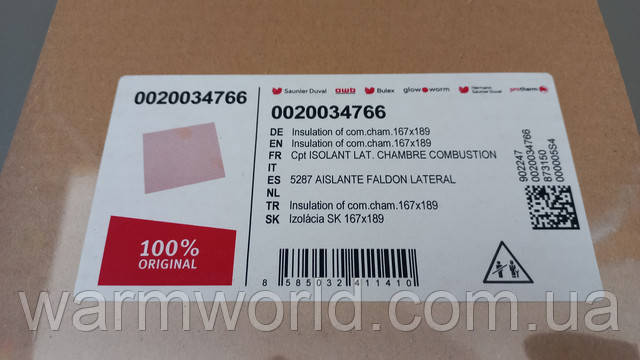 0020034766
100%
ORIGINAL
Saunier Duval awb Bulex glow-worm Hermann Saunier Duval protherm
0020034766
DE Insulation of com.cham.167x189
EN Insulation of com.cham.167x189
FR Cpt ISOLANT LAT. CHAMBRE COMBUSTION
IT
ES 5287 AISLANTE FALDON LATERAL
NL
TR Insulation of com.cham.167x189
SK Izolácia SK 167x189
8 585032 411410
902247
0020034766
873150
000005S4
www.warmworld.com.ua